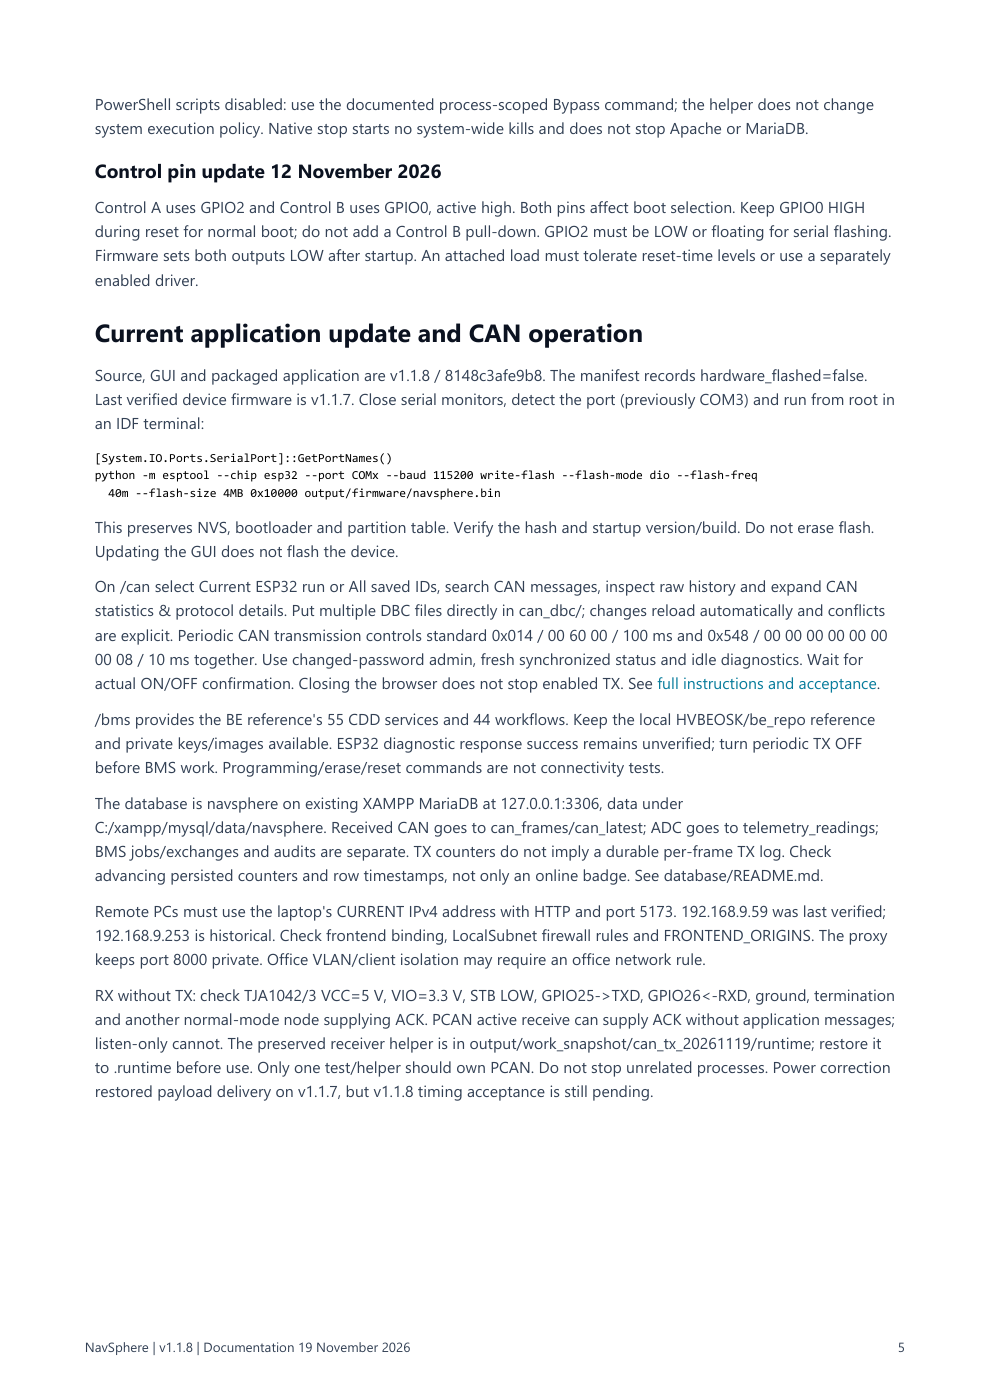 PowerShell scripts disabled: use the documented process-scoped Bypass command; the helper does not change
system execution policy. Native stop starts no system-wide kills and does not stop Apache or MariaDB.
Control pin update 12 November 2026
Control A uses GPIO2 and Control B uses GPIO0, active high. Both pins affect boot selection. Keep GPIO0 HIGH
during reset for normal boot; do not add a Control B pull-down. GPIO2 must be LOW or floating for serial flashing.
Firmware sets both outputs LOW after startup. An attached load must tolerate reset-time levels or use a separately
enabled driver.
Current application update and CAN operation
Source, GUI and packaged application are v1.1.8 / 8148c3afe9b8. The manifest records hardware_flashed=false.
Last verified device firmware is v1.1.7. Close serial monitors, detect the port (previously COM3) and run from root in
an IDF terminal:
[System.IO.Ports.SerialPort]::GetPortNames()
python -m esptool --chip esp32 --port COMx --baud 115200 write-flash --flash-mode dio --flash-freq
  40m --flash-size 4MB 0x10000 output/firmware/navsphere.bin
This preserves NVS, bootloader and partition table. Verify the hash and startup version/build. Do not erase flash.
Updating the GUI does not flash the device.
On /can select Current ESP32 run or All saved IDs, search CAN messages, inspect raw history and expand CAN
statistics & protocol details. Put multiple DBC files directly in can_dbc/; changes reload automatically and conflicts
are explicit. Periodic CAN transmission controls standard 0x014 / 00 60 00 / 100 ms and 0x548 / 00 00 00 00 00 00
00 08 / 10 ms together. Use changed-password admin, fresh synchronized status and idle diagnostics. Wait for
actual ON/OFF confirmation. Closing the browser does not stop enabled TX. See full instructions and acceptance.
/bms provides the BE reference's 55 CDD services and 44 workflows. Keep the local HVBEOSK/be_repo reference
and private keys/images available. ESP32 diagnostic response success remains unverified; turn periodic TX OFF
before BMS work. Programming/erase/reset commands are not connectivity tests.
The database is navsphere on existing XAMPP MariaDB at 127.0.0.1:3306, data under
C:/xampp/mysql/data/navsphere. Received CAN goes to can_frames/can_latest; ADC goes to telemetry_readings;
BMS jobs/exchanges and audits are separate. TX counters do not imply a durable per-frame TX log. Check
advancing persisted counters and row timestamps, not only an online badge. See database/README.md.
Remote PCs must use the laptop's CURRENT IPv4 address with HTTP and port 5173. 192.168.9.59 was last verified;
192.168.9.253 is historical. Check frontend binding, LocalSubnet firewall rules and FRONTEND_ORIGINS. The proxy
keeps port 8000 private. Office VLAN/client isolation may require an office network rule.
RX without TX: check TJA1042/3 VCC=5 V, VIO=3.3 V, STB LOW, GPIO25->TXD, GPIO26<-RXD, ground, termination
and another normal-mode node supplying ACK. PCAN active receive can supply ACK without application messages;
listen-only cannot. The preserved receiver helper is in output/work_snapshot/can_tx_20261119/runtime; restore it
to .runtime before use. Only one test/helper should own PCAN. Do not stop unrelated processes. Power correction
restored payload delivery on v1.1.7, but v1.1.8 timing acceptance is still pending.
NavSphere | v1.1.8 | Documentation 19 November 2026
5